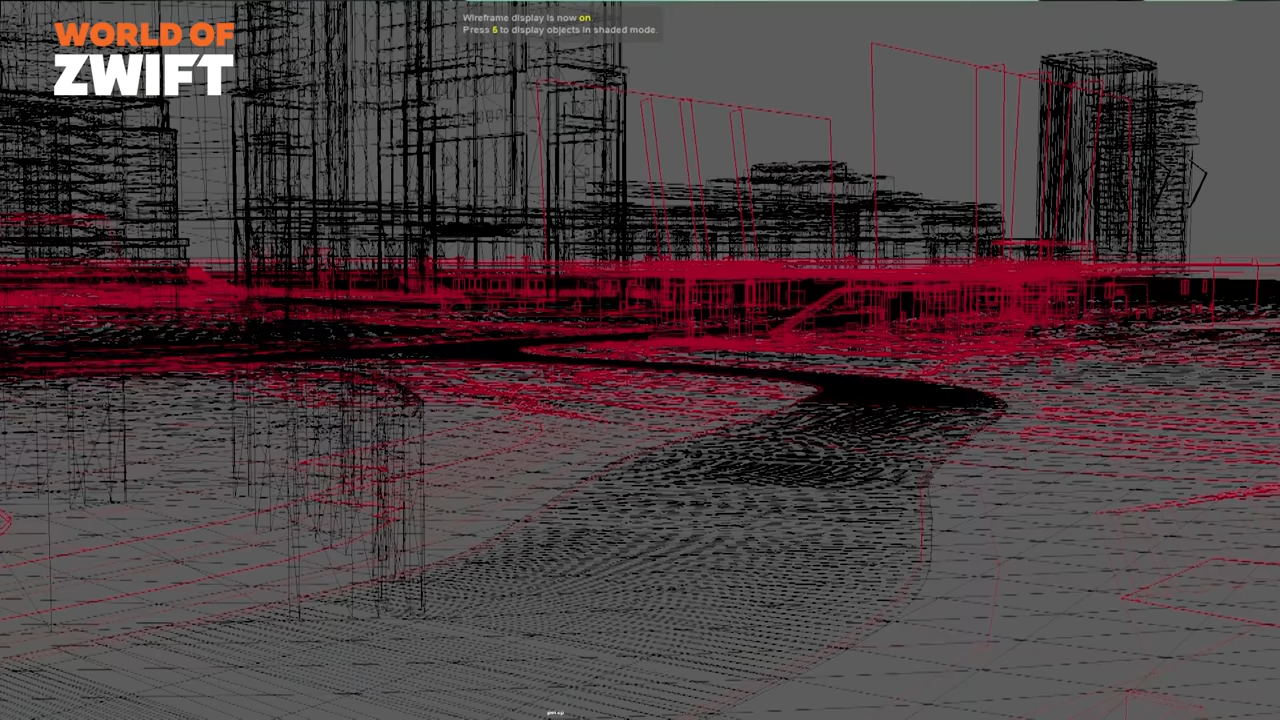 WORLD OF
ZWIFT
Wireframe display is now on.
Press 5 to display objects in shaded mode.